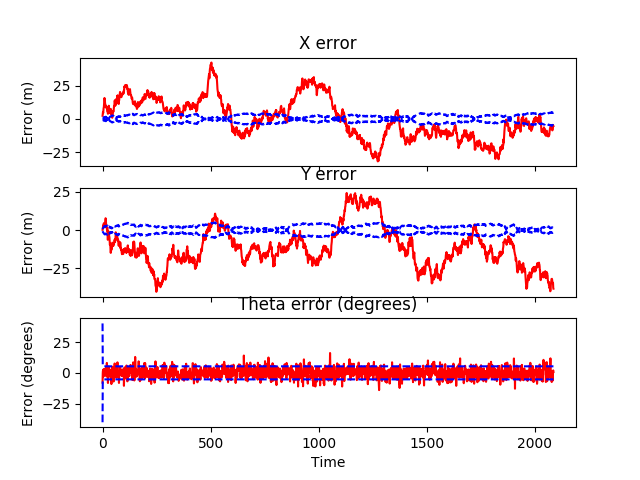 X error
Error (m)
25
0
−25
Y error
Error (m)
25
0
−25
Theta error (degrees)
Error (degrees)
25
0
−25
0 500 1000 1500 2000
Time